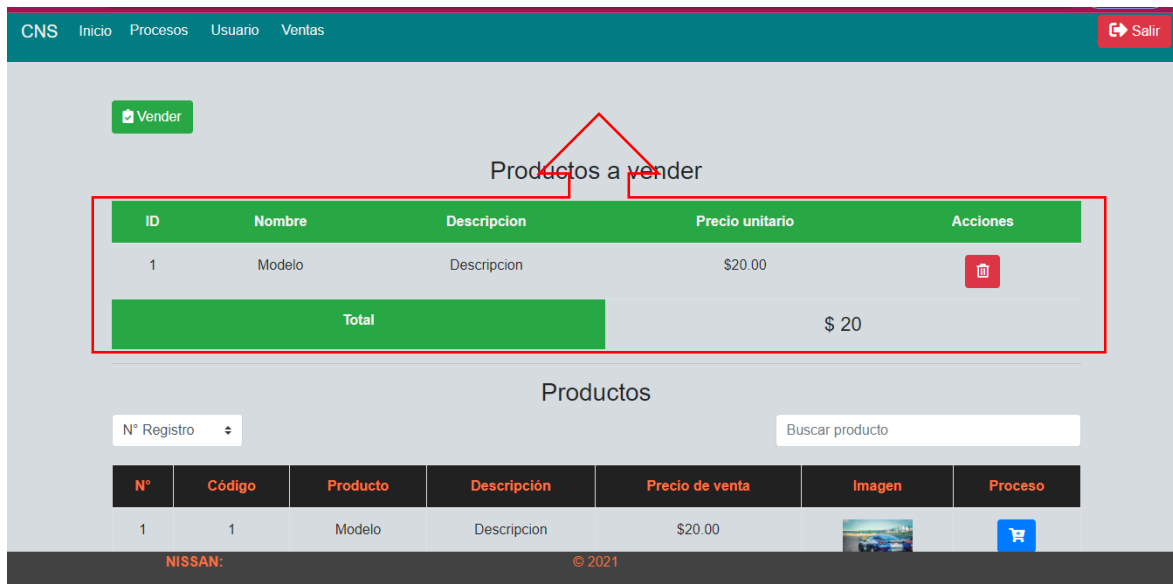 CNS Inicio Procesos Usuario Ventas Salir
Vender
Productos a vender
ID Nombre Descripcion Precio unitario Acciones
1 Modelo Descripcion $20.00
Total $ 20
Productos
N° Registro Buscar producto
N° Código Producto Descripción Precio de venta Imagen Proceso
1 1 Modelo Descripcion $20.00
NISSAN: © 2021